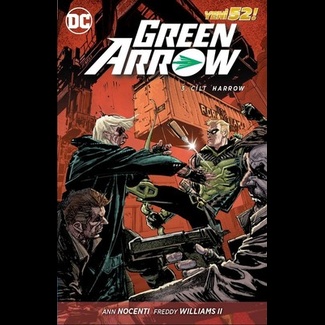 DC
YENİ 52!
GREEN
ARROW
3. CİLT HARROW
ANN NOCENTI FREDDY WILLIAMS II